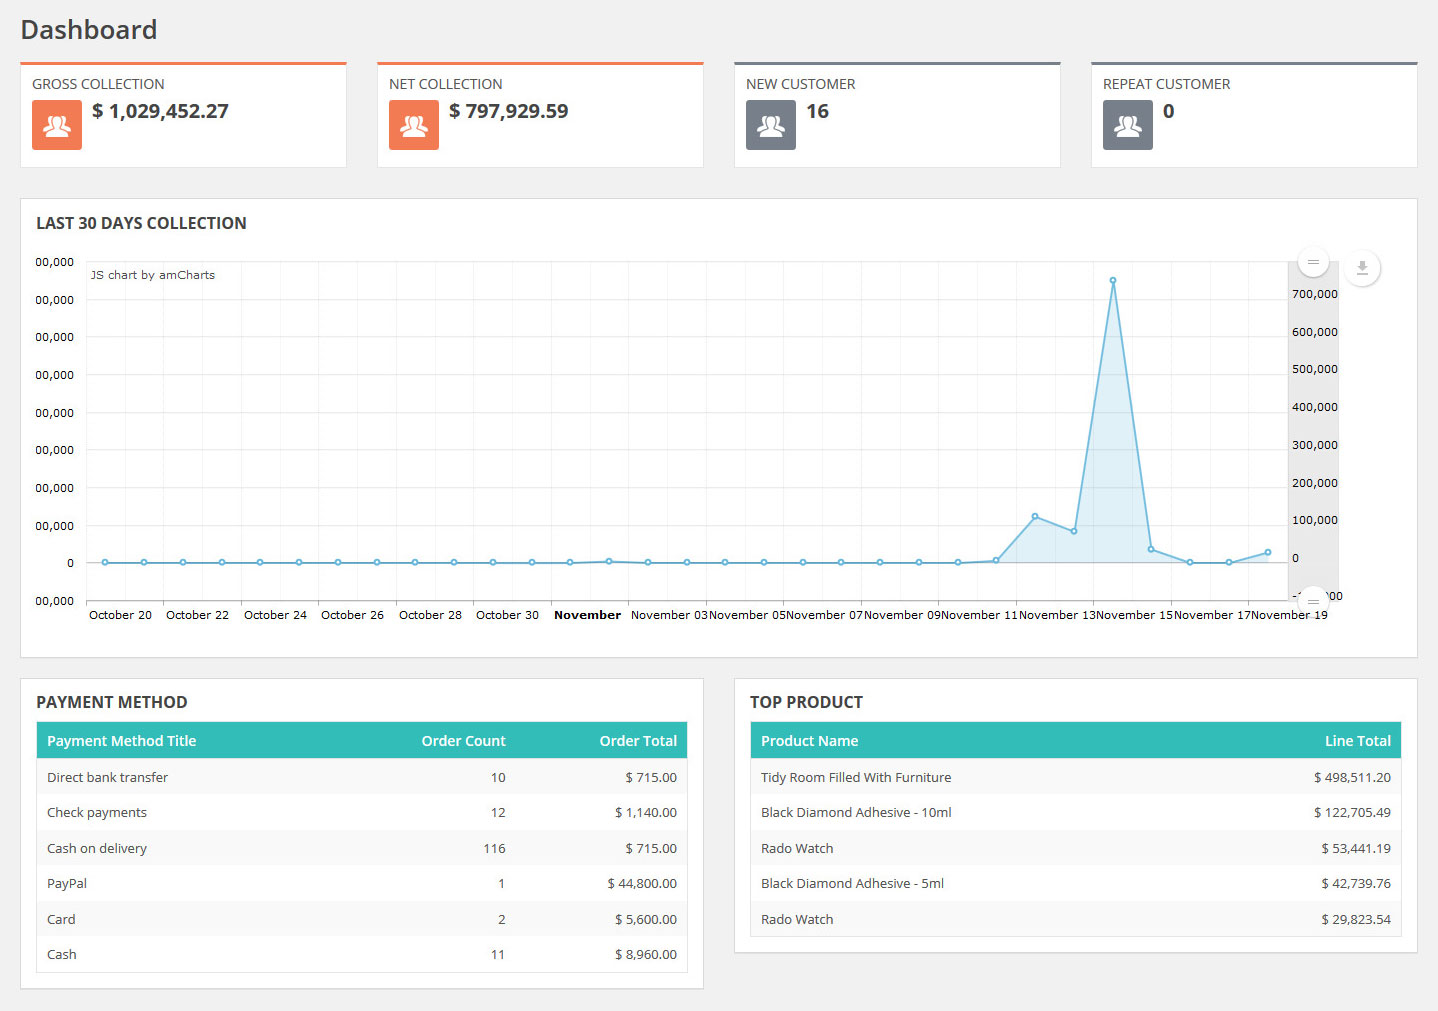 Dashboard
GROSS COLLECTION
$ 1,029,452.27
NET COLLECTION
$ 797,929.59
NEW CUSTOMER
16
REPEAT CUSTOMER
0
LAST 30 DAYS COLLECTION
JS chart by amCharts
00,000
00,000
00,000
00,000
00,000
00,000
00,000
00,000
0
00,000
700,000
600,000
500,000
400,000
300,000
200,000
100,000
0
October 20 October 22 October 24 October 26 October 28 October 30 November November 03 November 05 November 07 November 09 November 11 November 13 November 15 November 17 November 19
PAYMENT METHOD
Payment Method Title Order Count Order Total
Direct bank transfer 10 $ 715.00
Check payments 12 $ 1,140.00
Cash on delivery 116 $ 715.00
PayPal 1 $ 44,800.00
Card 2 $ 5,600.00
Cash 11 $ 8,960.00
TOP PRODUCT
Product Name Line Total
Tidy Room Filled With Furniture $ 498,511.20
Black Diamond Adhesive - 10ml $ 122,705.49
Rado Watch $ 53,441.19
Black Diamond Adhesive - 5ml $ 42,739.76
Rado Watch $ 29,823.54